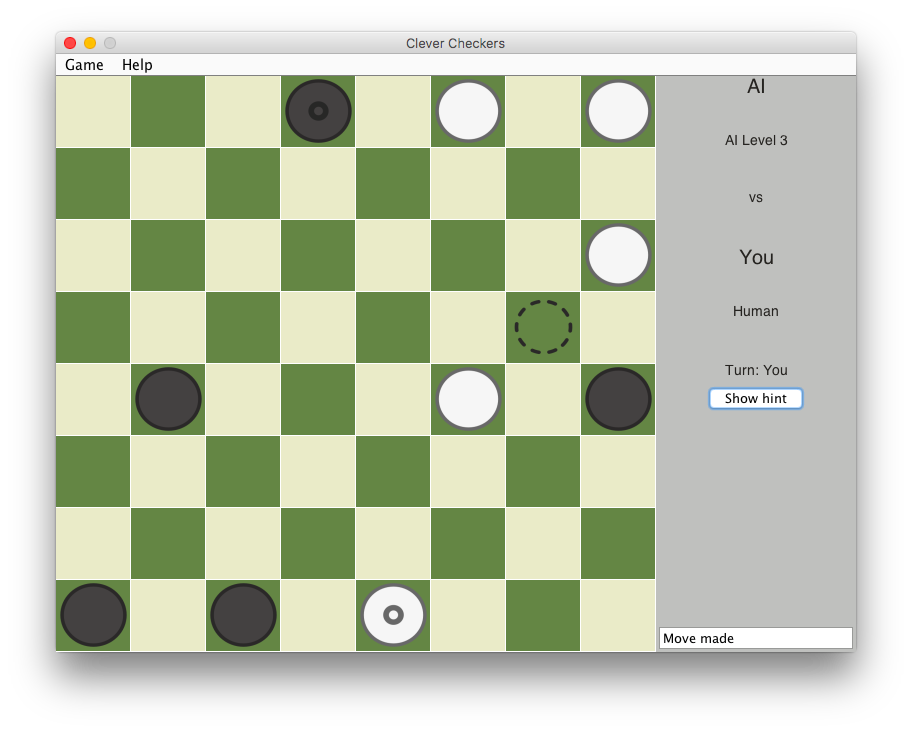 Clever Checkers
Game Help
AI
AI Level 3
vs
You
Human
Turn: You
Show hint
Move made